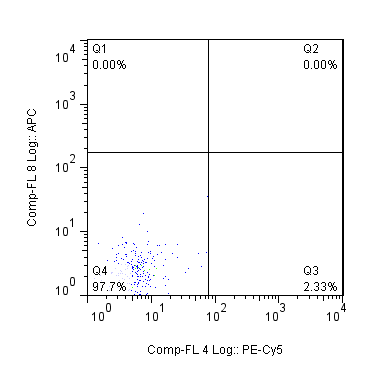 Q1
0.00%
Q2
0.00%
10^4
10^3
10^2
10^1
10^0
Comp-FL 8 Log:: APC
Q4
97.7%
Q3
2.33%
10^0
10^1
10^2
10^3
10^4
Comp-FL 4 Log:: PE-Cy5